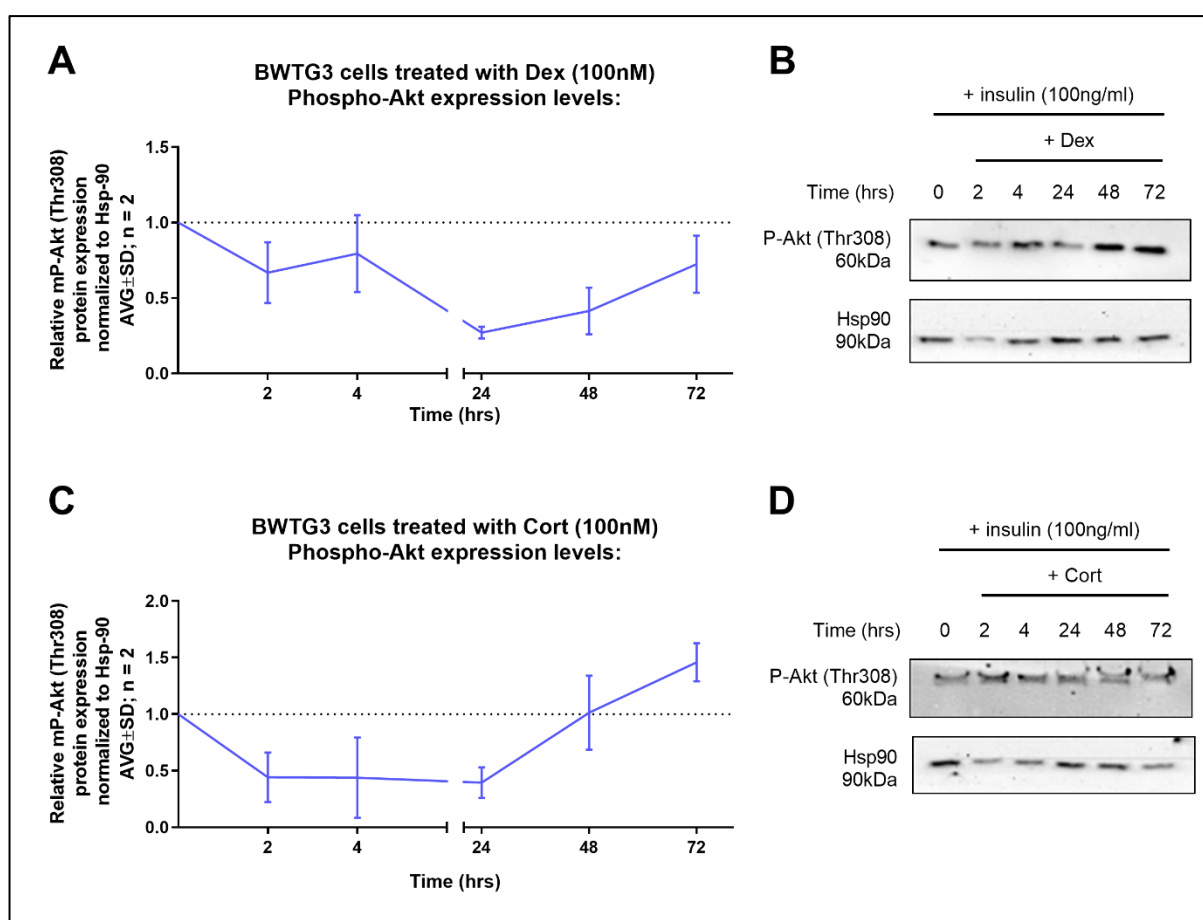 A
BWTG3 cells treated with Dex (100nM)
Phospho-Akt expression levels:
Relative mP-Akt (Thr308)
protein expression
normalized to Hsp-90
AVG±SD; n = 2
1.5
1.0
0.5
0.0
2 4 24 48 72
Time (hrs)
B
+ insulin (100ng/ml)
+ Dex
Time (hrs) 0 2 4 24 48 72
P-Akt (Thr308)
60kDa
Hsp90
90kDa
C
BWTG3 cells treated with Cort (100nM)
Phospho-Akt expression levels:
Relative mP-Akt (Thr308)
protein expression
normalized to Hsp-90
AVG±SD; n = 2
2.0
1.5
1.0
0.5
0.0
2 4 24 48 72
Time (hrs)
D
+ insulin (100ng/ml)
+ Cort
Time (hrs) 0 2 4 24 48 72
P-Akt (Thr308)
60kDa
Hsp90
90kDa